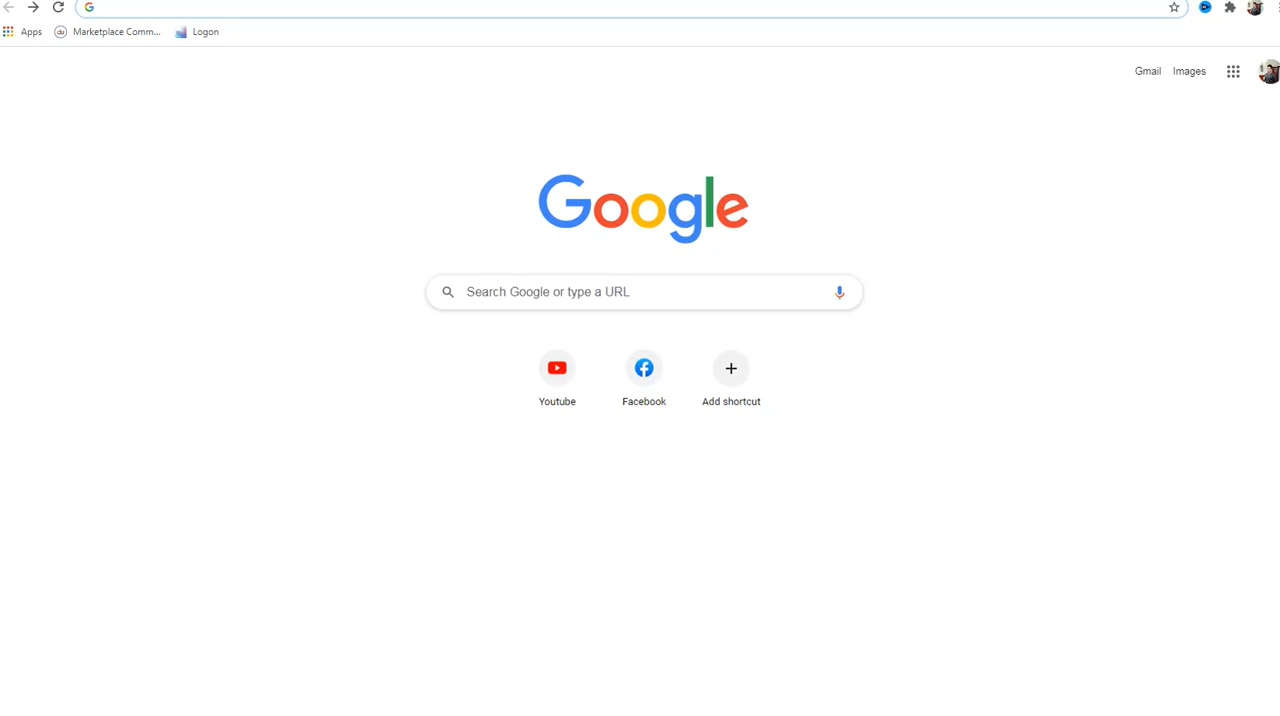 Apps Marketplace Comm... Logon
Gmail Images
Google
Search Google or type a URL
Youtube Facebook Add shortcut